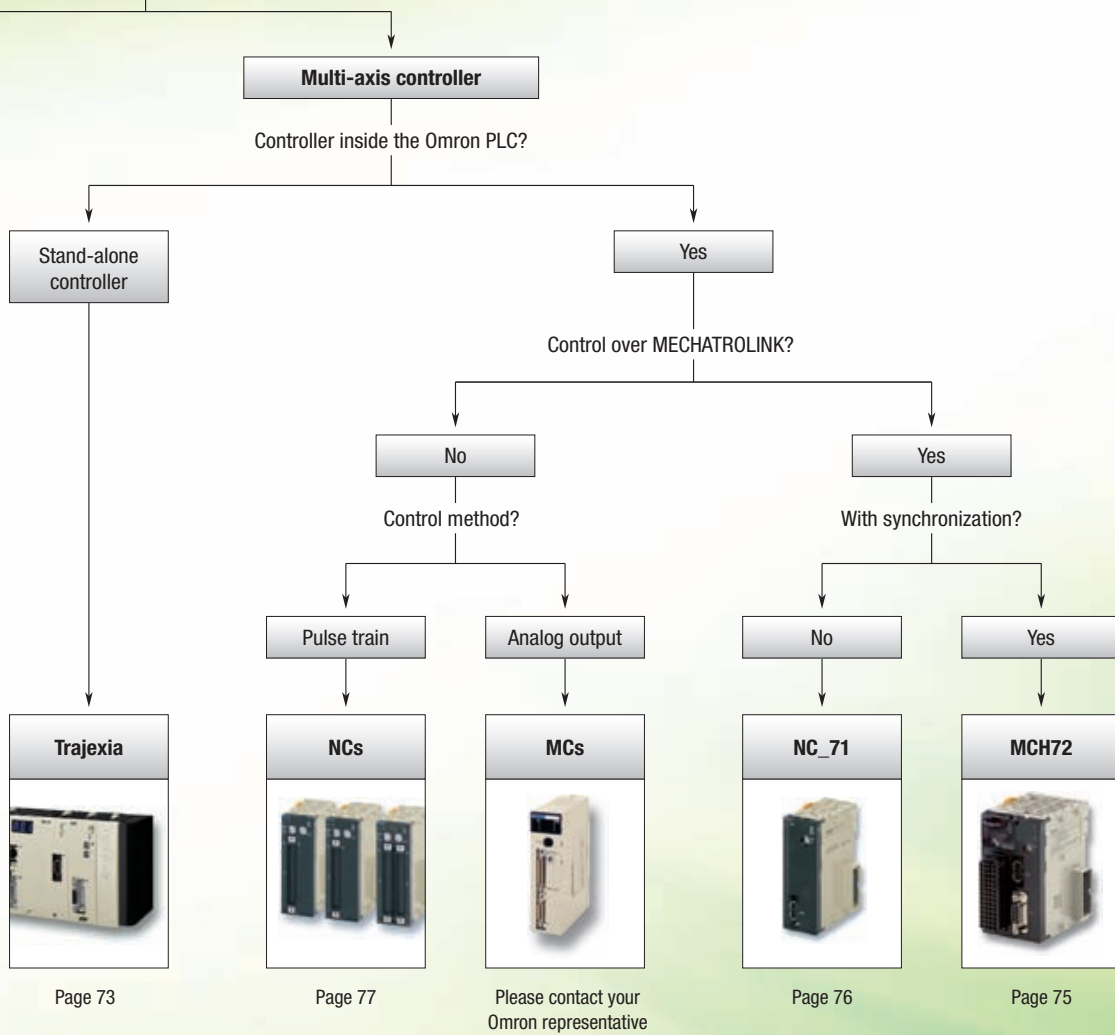 Multi-axis controller
Controller inside the Omron PLC?
Stand-alone
controller
Yes
Control over MECHATROLINK?
No
Yes
Control method?
With synchronization?
Pulse train
Analog output
No
Yes
Trajexia
NCs
MCs
NC_71
MCH72
Page 73
Page 77
Please contact your
Omron representative
Page 76
Page 75